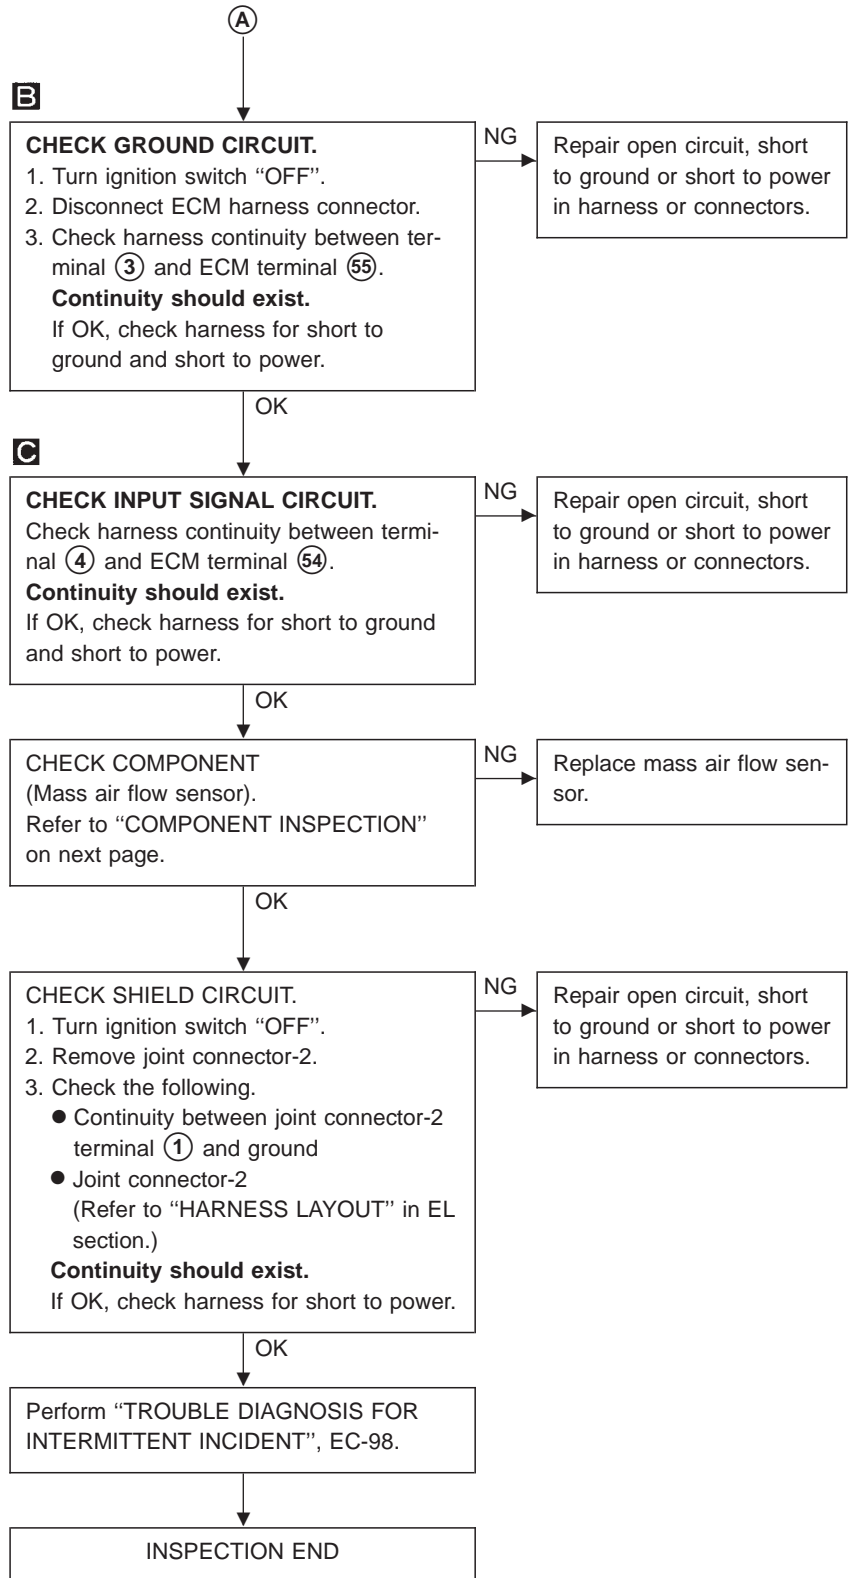 A
B
CHECK GROUND CIRCUIT.
1. Turn ignition switch “OFF”.
2. Disconnect ECM harness connector.
3. Check harness continuity between ter-
minal 3 and ECM terminal 55.
Continuity should exist.
If OK, check harness for short to
ground and short to power.
NG
Repair open circuit, short
to ground or short to power
in harness or connectors.
OK
C
CHECK INPUT SIGNAL CIRCUIT.
Check harness continuity between termi-
nal 4 and ECM terminal 54.
Continuity should exist.
If OK, check harness for short to ground
and short to power.
NG
Repair open circuit, short
to ground or short to power
in harness or connectors.
OK
CHECK COMPONENT
(Mass air flow sensor).
Refer to “COMPONENT INSPECTION”
on next page.
NG
Replace mass air flow sen-
sor.
OK
CHECK SHIELD CIRCUIT.
1. Turn ignition switch “OFF”.
2. Remove joint connector-2.
3. Check the following.
● Continuity between joint connector-2
terminal 1 and ground
● Joint connector-2
(Refer to “HARNESS LAYOUT” in EL
section.)
Continuity should exist.
If OK, check harness for short to power.
NG
Repair open circuit, short
to ground or short to power
in harness or connectors.
OK
Perform “TROUBLE DIAGNOSIS FOR
INTERMITTENT INCIDENT”, EC-98.
INSPECTION END